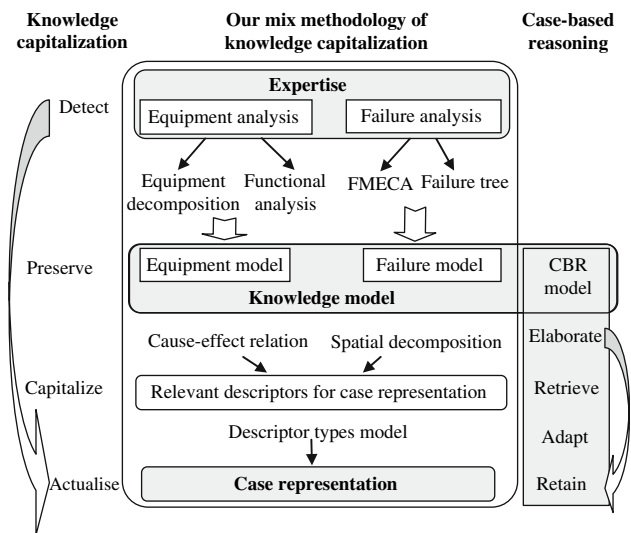 Knowledge capitalization
Our mix methodology of knowledge capitalization
Case-based reasoning
Expertise
Detect
Equipment analysis
Failure analysis
Equipment decomposition
Functional analysis
FMECA
Failure tree
Preserve
Equipment model
Failure model
CBR model
Knowledge model
Elaborate
Cause-effect relation
Spatial decomposition
Capitalize
Relevant descriptors for case representation
Retrieve
Descriptor types model
Adapt
Actualise
Case representation
Retain